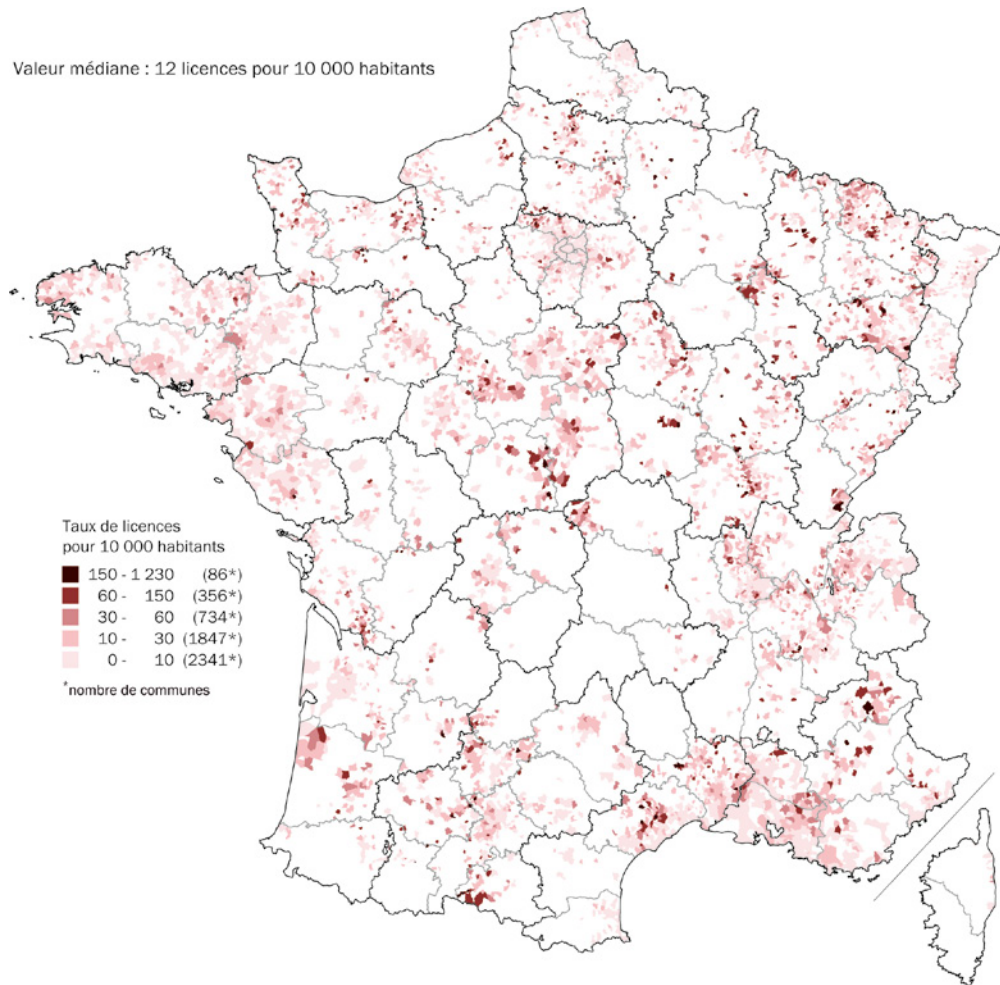 Valeur médiane : 12 licences pour 10 000 habitants
Taux de licences
pour 10 000 habitants
150 - 1 230 (86*)
60 - 150 (356*)
30 - 60 (734*)
10 - 30 (1847*)
0 - 10 (2341*)
*nombre de communes